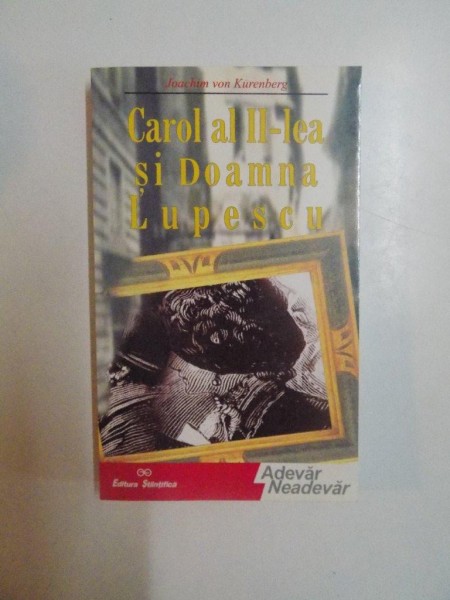 Joachim von Kurenberg
Carol al II-lea
și Doamna
Lupescu
Editura Științifică
Adevăr
Neadevăr